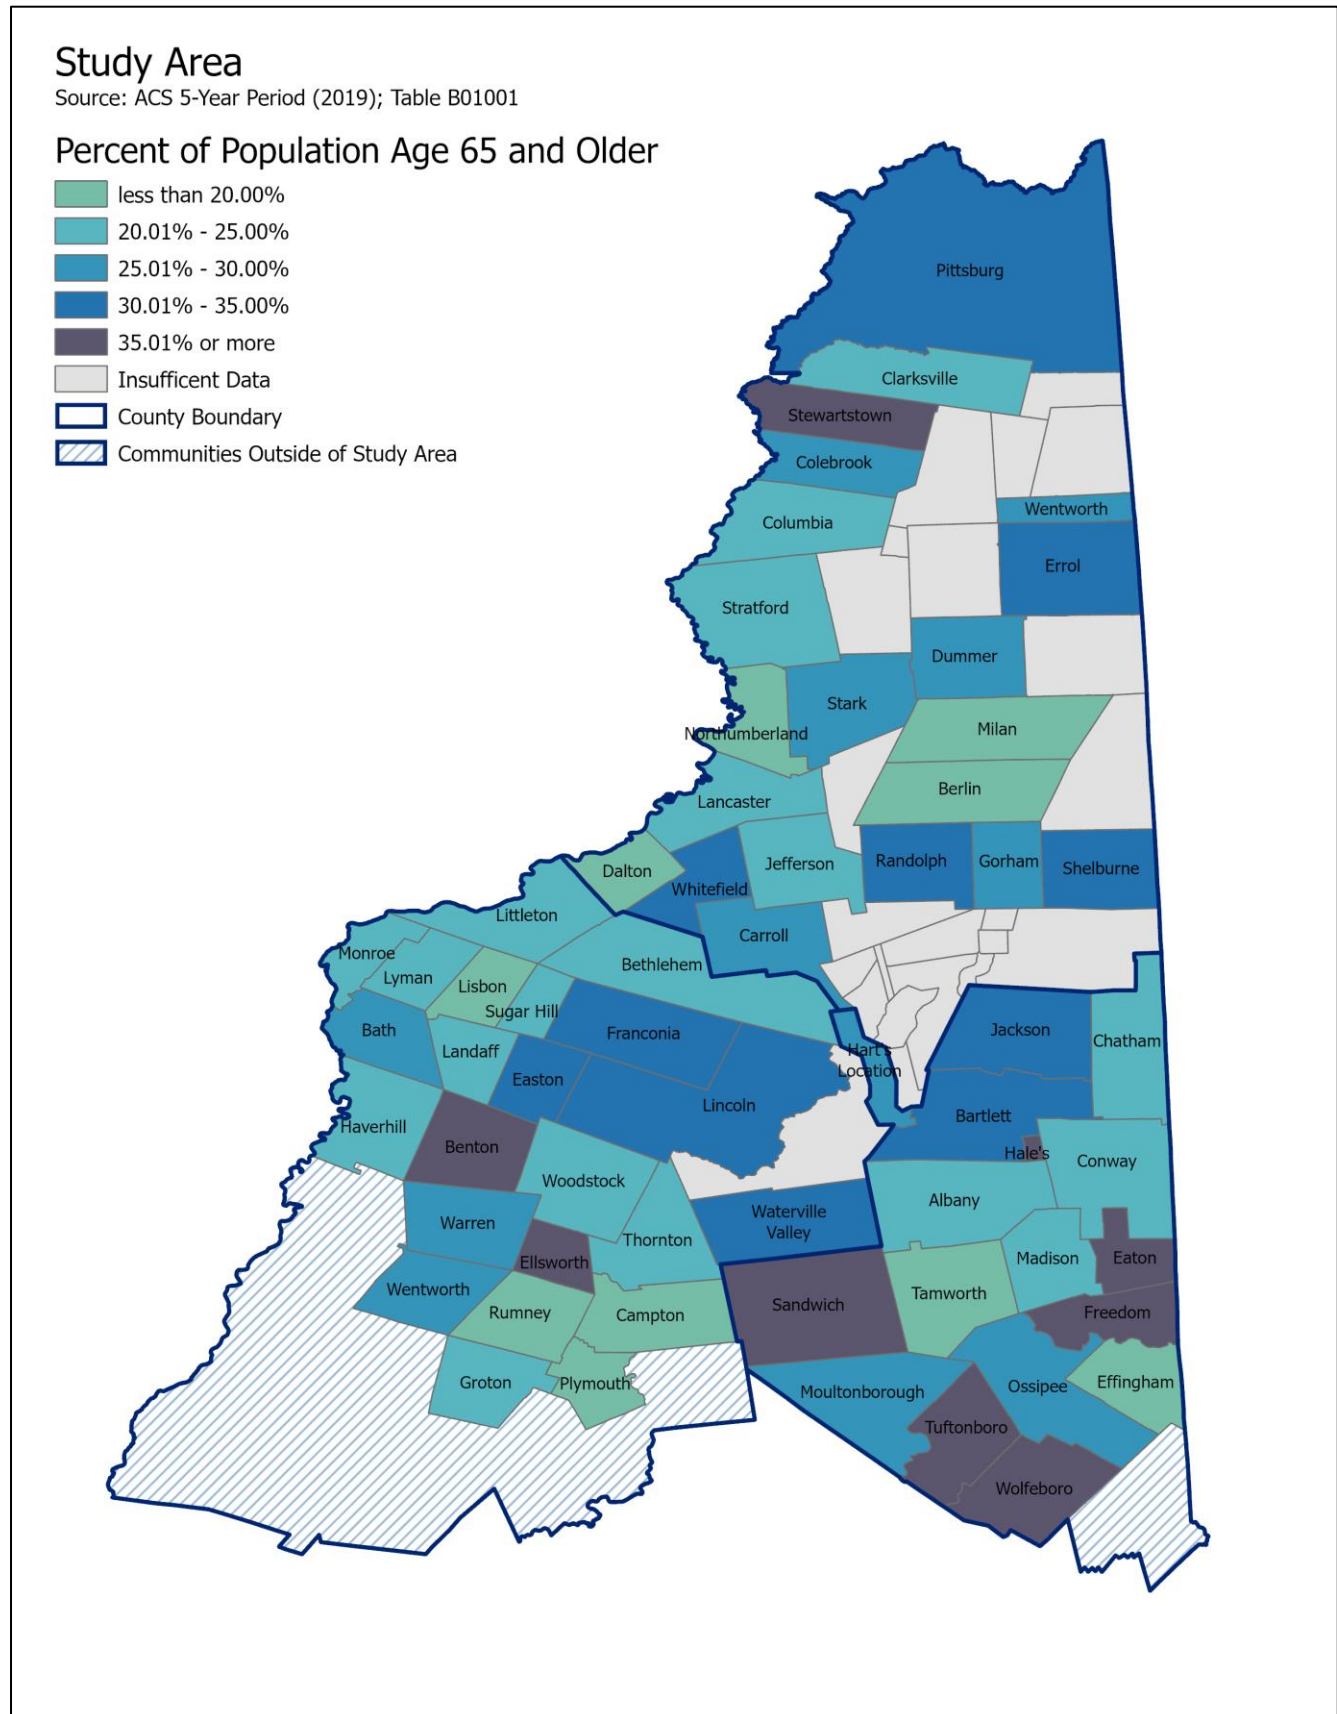 Study Area
Source: ACS 5-Year Period (2019); Table B01001
Percent of Population Age 65 and Older
less than 20.00%
20.01% - 25.00%
25.01% - 30.00%
30.01% - 35.00%
35.01% or more
Insufficent Data
County Boundary
Communities Outside of Study Area
Pittsburg
Clarksville
Stewartstown
Colebrook
Wentworth
Columbia
Errol
Stratford
Dummer
Stark
Milan
Northumberland
Berlin
Lancaster
Jefferson
Randolph
Gorham
Shelburne
Dalton
Whitefield
Littleton
Carroll
Monroe
Bethlehem
Lyman
Lisbon
Sugar Hill
Bath
Franconia
Jackson
Chatham
Landaff
Hart's
Location
Easton
Lincoln
Bartlett
Haverhill
Benton
Hale's
Conway
Woodstock
Albany
Waterville
Valley
Warren
Thornton
Madison
Eaton
Ellsworth
Wentworth
Tamworth
Sandwich
Freedom
Rumney
Campton
Groton
Plymouth
Moultonborough
Ossipee
Effingham
Tuftonboro
Wolfeboro